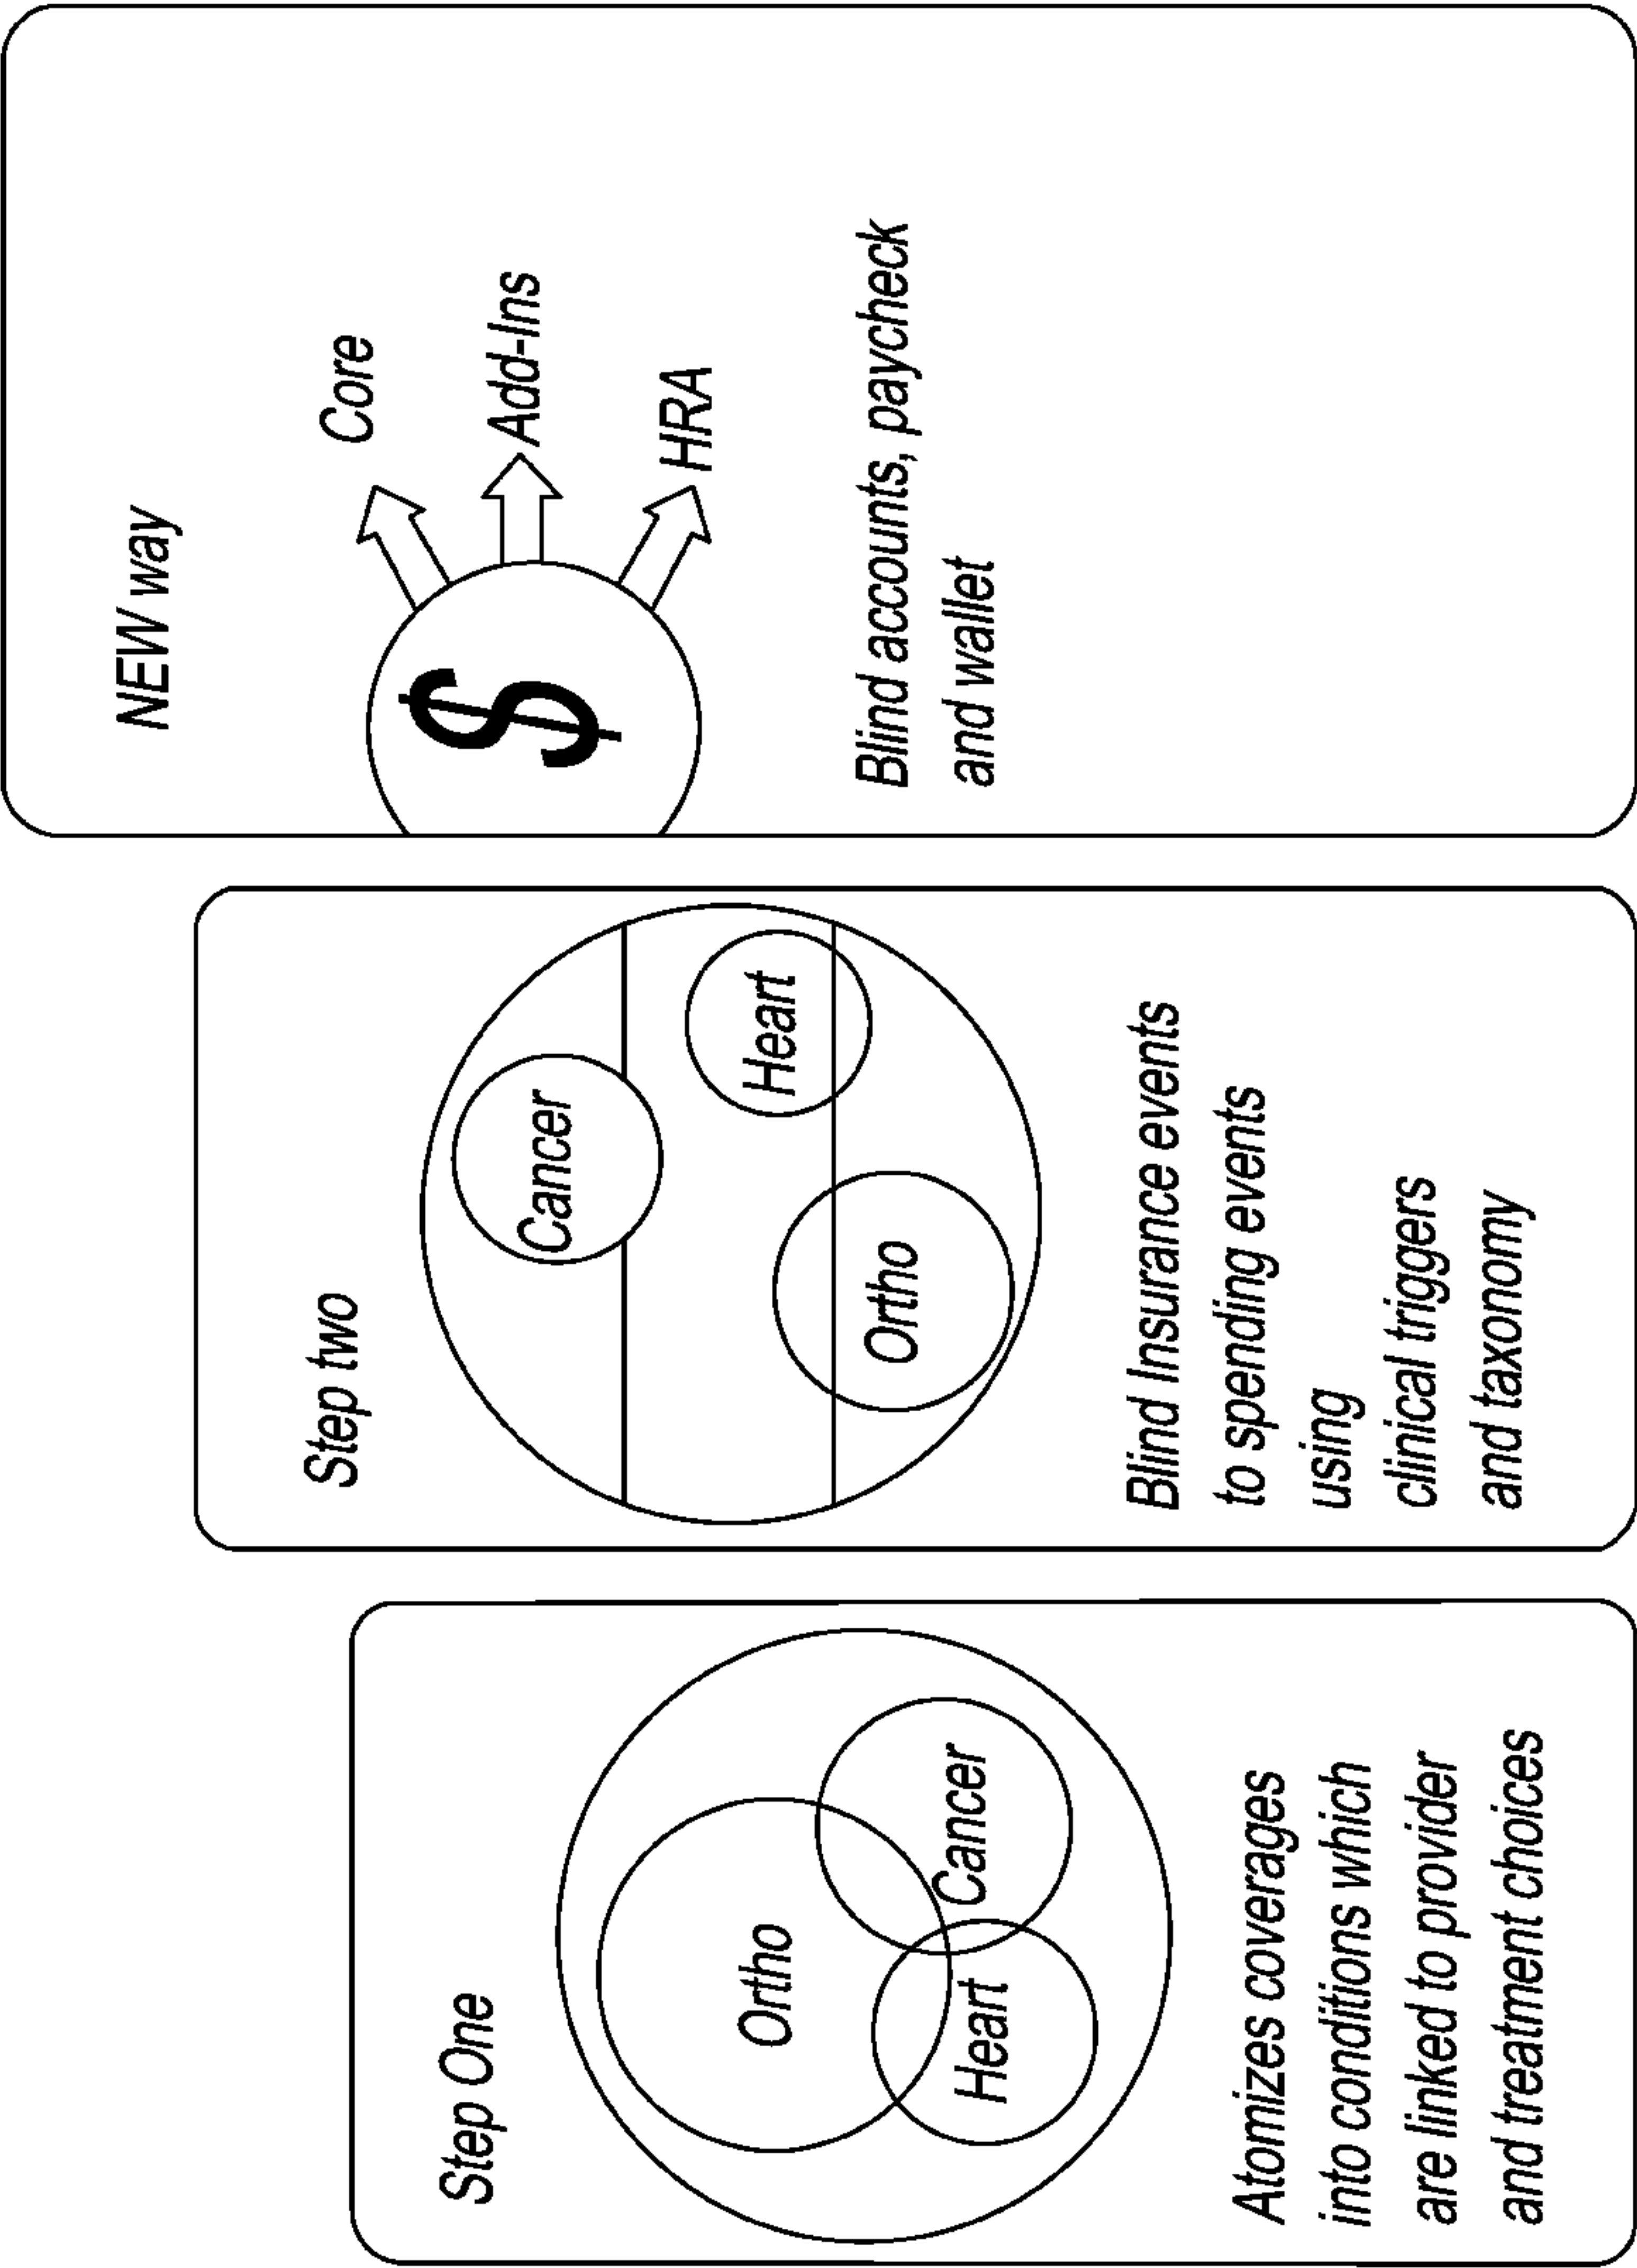 Step One
Ortho
Cancer
Heart
Atomizes coverages
into conditions which
are linked to provider
and treatment choices
Step two
Cancer
Heart
Ortho
Blind Insurance events
to spending events
using
clinical triggers
and taxonomy
NEW way
$
Core
Add-Ins
HRA
Blind accounts, paycheck
and wallet